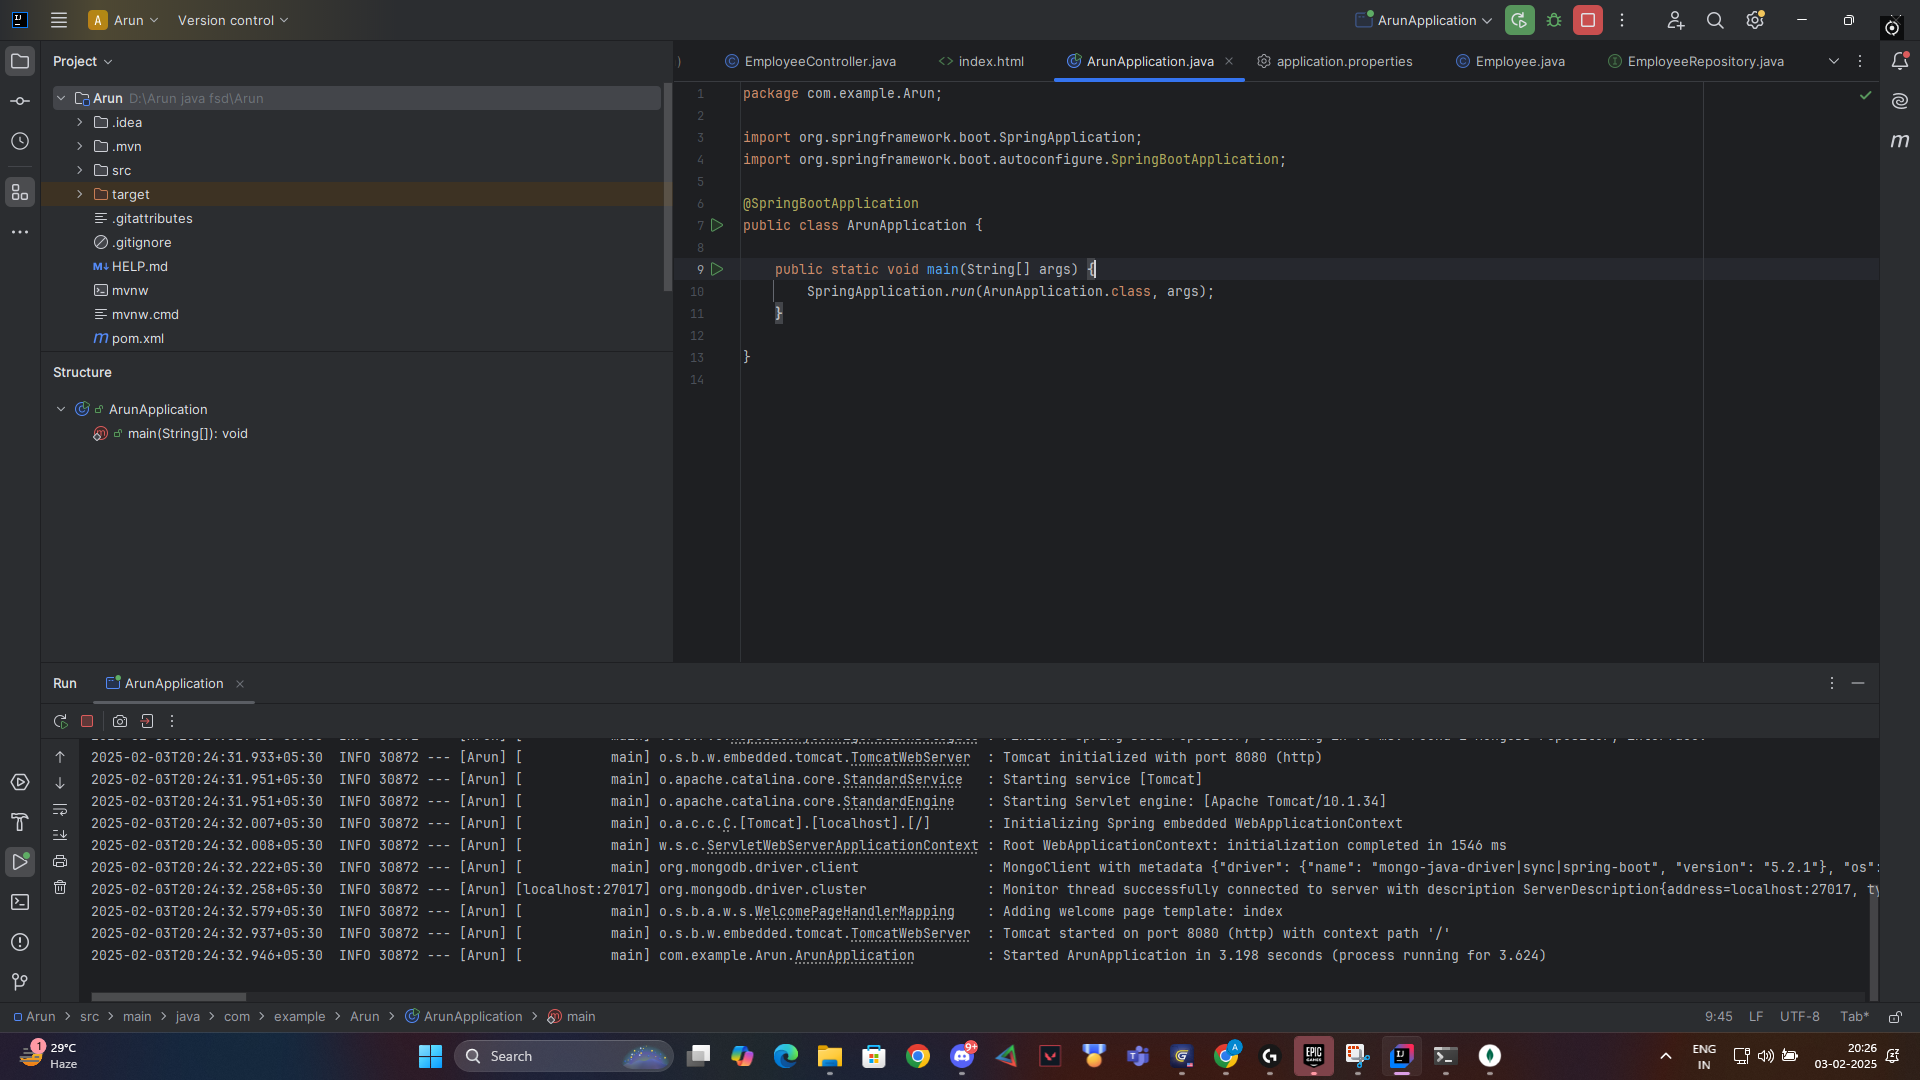 A Arun Version control ArunApplication
Project
EmployeeController.java index.html ArunApplication.java application.properties Employee.java EmployeeRepository.java
Arun D:\Arun java fsd\Arun
.idea
.mvn
src
target
.gitattributes
.gitignore
HELP.md
mvnw
mvnw.cmd
pom.xml
Structure
ArunApplication
main(String[]): void
1 package com.example.Arun;
2
3 import org.springframework.boot.SpringApplication;
4 import org.springframework.boot.autoconfigure.SpringBootApplication;
5
6 @SpringBootApplication
7 public class ArunApplication {
8
9 public static void main(String[] args) {
10 SpringApplication.run(ArunApplication.class, args);
11 }
12
13 }
14
Run ArunApplication
2025-02-03T20:24:31.933+05:30 INFO 30872 --- [Arun] [ main] o.s.b.w.embedded.tomcat.TomcatWebServer : Tomcat initialized with port 8080 (http)
2025-02-03T20:24:31.951+05:30 INFO 30872 --- [Arun] [ main] o.apache.catalina.core.StandardService : Starting service [Tomcat]
2025-02-03T20:24:31.951+05:30 INFO 30872 --- [Arun] [ main] o.apache.catalina.core.StandardEngine : Starting Servlet engine: [Apache Tomcat/10.1.34]
2025-02-03T20:24:32.007+05:30 INFO 30872 --- [Arun] [ main] o.a.c.c.C.[Tomcat].[localhost].[/] : Initializing Spring embedded WebApplicationContext
2025-02-03T20:24:32.008+05:30 INFO 30872 --- [Arun] [ main] w.s.c.ServletWebServerApplicationContext : Root WebApplicationContext: initialization completed in 1546 ms
2025-02-03T20:24:32.222+05:30 INFO 30872 --- [Arun] [ main] org.mongodb.driver.client : MongoClient with metadata {"driver": {"name": "mongo-java-driver|sync|spring-boot", "version": "5.2.1"}, "os":
2025-02-03T20:24:32.258+05:30 INFO 30872 --- [Arun] [localhost:27017] org.mongodb.driver.cluster : Monitor thread successfully connected to server with description ServerDescription{address=localhost:27017, ty
2025-02-03T20:24:32.579+05:30 INFO 30872 --- [Arun] [ main] o.s.b.a.w.s.WelcomePageHandlerMapping : Adding welcome page template: index
2025-02-03T20:24:32.937+05:30 INFO 30872 --- [Arun] [ main] o.s.b.w.embedded.tomcat.TomcatWebServer : Tomcat started on port 8080 (http) with context path '/'
2025-02-03T20:24:32.946+05:30 INFO 30872 --- [Arun] [ main] com.example.Arun.ArunApplication : Started ArunApplication in 3.198 seconds (process running for 3.624)
Arun src main java com example Arun ArunApplication main 9:45 LF UTF-8 Tab*
1 29°C
Haze
Search
9+
A
EPIC GAMES
ENG
IN
20:26
03-02-2025